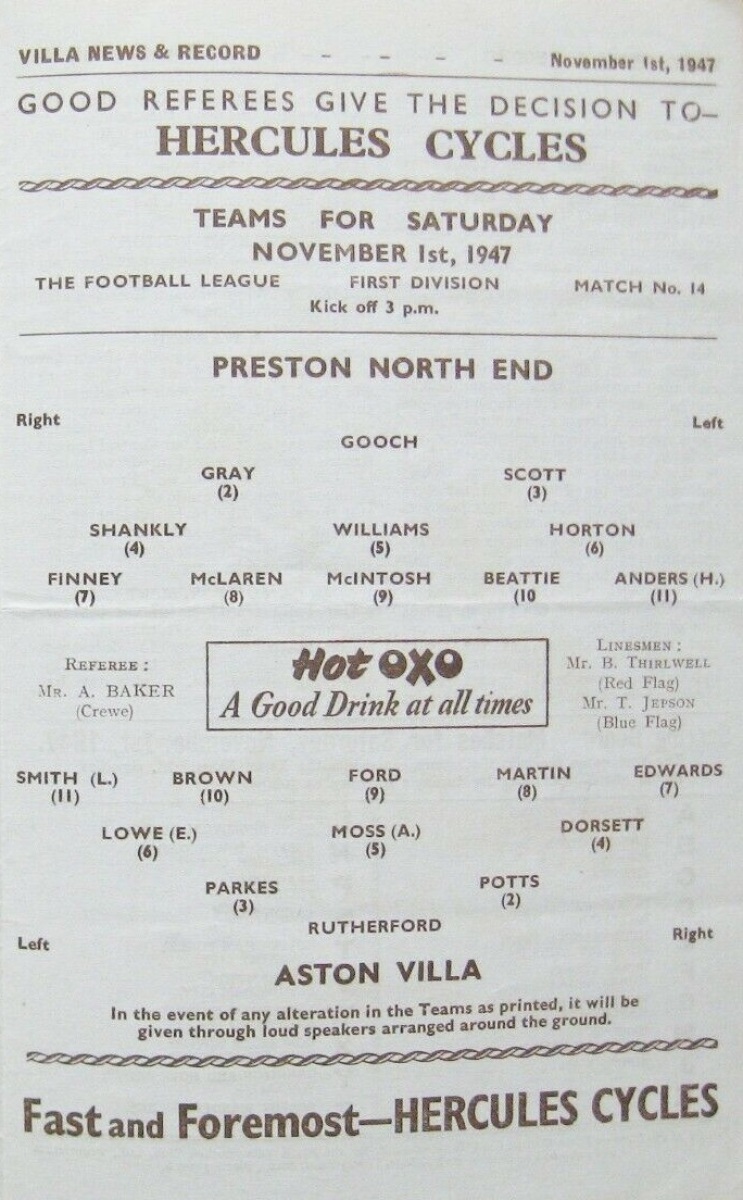 VILLA NEWS & RECORD - - - - November 1st, 1947
GOOD REFEREES GIVE THE DECISION TO—
HERCULES CYCLES
TEAMS FOR SATURDAY
NOVEMBER 1st, 1947
THE FOOTBALL LEAGUE FIRST DIVISION MATCH No. 14
Kick off 3 p.m.
PRESTON NORTH END
Right Left
GOOCH
GRAY SCOTT
(2) (3)
SHANKLY WILLIAMS HORTON
(4) (5) (6)
FINNEY McLAREN McINTOSH BEATTIE ANDERS (H.)
(7) (8) (9) (10 (11)
REFEREE :
MR. A. BAKER
(Crewe)
Hot OXO
A Good Drink at all times
LINESMEN :
Mr. B. THIRLWELL
(Red Flag)
Mr. T. JEPSON
(Blue Flag)
SMITH (L.) BROWN FORD MARTIN EDWARDS
(11) (10) (9) (8) (7)
LOWE (E.) MOSS (A.) DORSETT
(6) (5) (4)
PARKES POTTS
(3) (2)
RUTHERFORD
Left Right
ASTON VILLA
In the event of any alteration in the Teams as printed, it will be
given through loud speakers arranged around the ground.
Fast and Foremost—HERCULES CYCLES